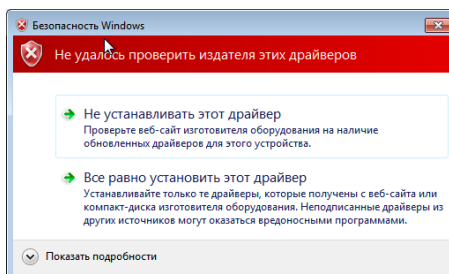 Безопасность Windows
Не удалось проверить издателя этих драйверов
Не устанавливать этот драйвер
Проверьте веб-сайт изготовителя оборудования на наличие
обновленных драйверов для этого устройства.
Все равно установить этот драйвер
Устанавливайте только те драйверы, которые получены с веб-сайта или
компакт-диска изготовителя оборудования. Неподписанные драйверы из
других источников могут оказаться вредоносными программами.
Показать подробности